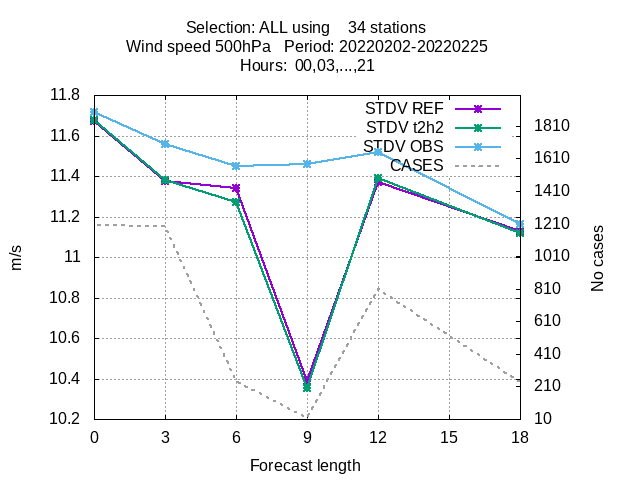 Selection: ALL using 34 stations
Wind speed 500hPa Period: 20220202-20220225
Hours: 00,03,...,21
11.8
11.6
11.4
11.2
11
10.8
10.6
10.4
10.2
m/s
STDV REF
STDV t2h2
STDV OBS
CASES
1810
1610
1410
1210
1010
810
610
410
210
10
No cases
0 3 6 9 12 15 18
Forecast length